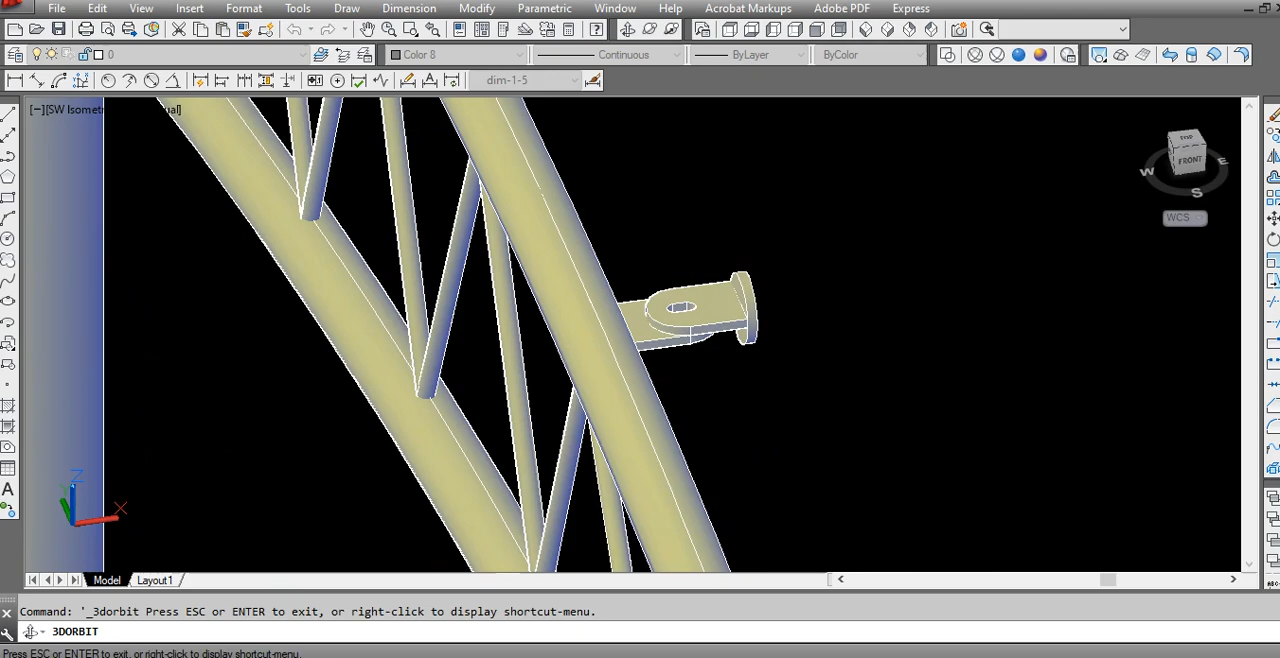 File Edit View Insert Format Tools Draw Dimension Modify Parametric Window Help Acrobat Markups Adobe PDF Express
0 Color 8 Continuous ByLayer ByColor
dim-1-5
[−][SW Isomet ual]
TOP
FRONT
W E
S
WCS
Z
X
Model Layout1
Command: '_3dorbit Press ESC or ENTER to exit, or right-click to display shortcut-menu.
3DORBIT
Press ESC or ENTER to exit, or right-click to display shortcut-menu.